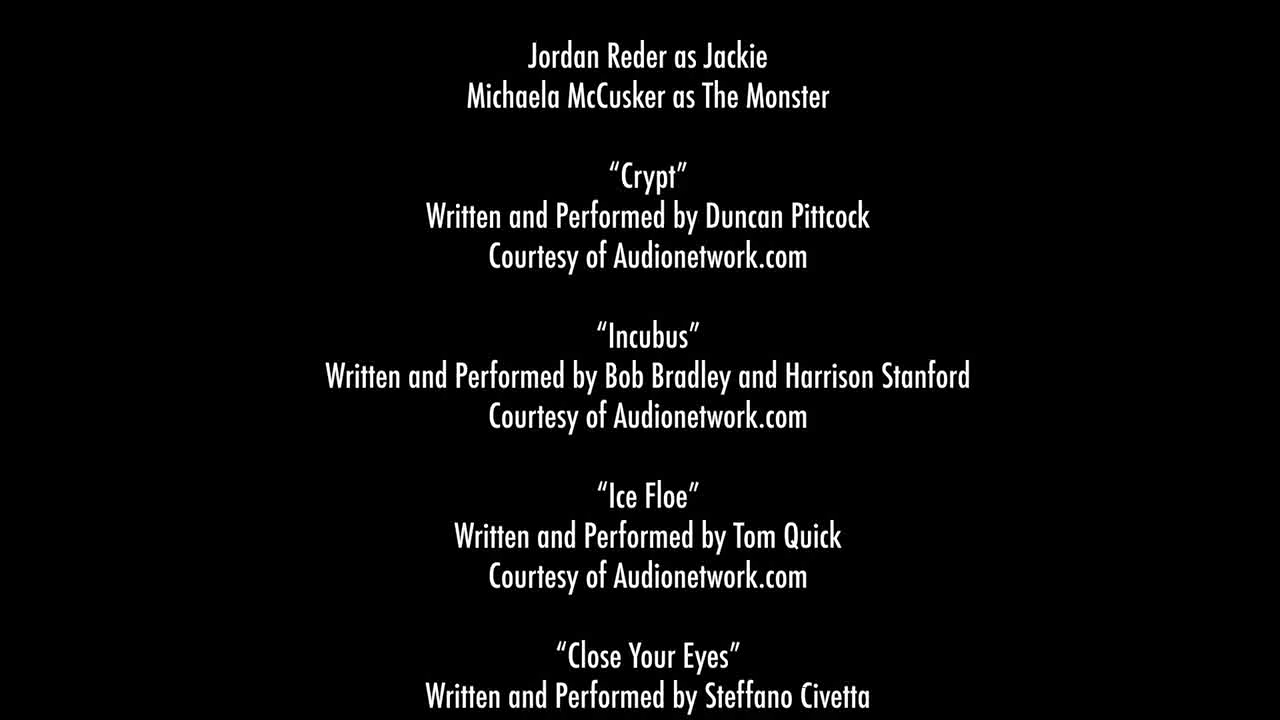 Jordan Reder as Jackie
Michaela McCusker as The Monster
“Crypt”
Written and Performed by Duncan Pittcock
Courtesy of Audionetwork.com
“Incubus”
Written and Performed by Bob Bradley and Harrison Stanford
Courtesy of Audionetwork.com
“Ice Floe”
Written and Performed by Tom Quick
Courtesy of Audionetwork.com
“Close Your Eyes”
Written and Performed by Steffano Civetta